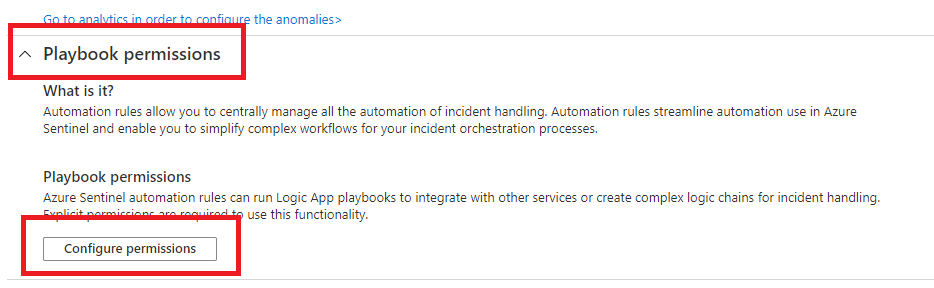 Go to analytics in order to configure the anomalies>
Playbook permissions
What is it?
Automation rules allow you to centrally manage all the automation of incident handling. Automation rules streamline automation use in Azure
Sentinel and enable you to simplify complex workflows for your incident orchestration processes.
Playbook permissions
Azure Sentinel automation rules can run Logic App playbooks to integrate with other services or create complex logic chains for incident handling.
Explicit permissions are required to use this functionality.
Configure permissions